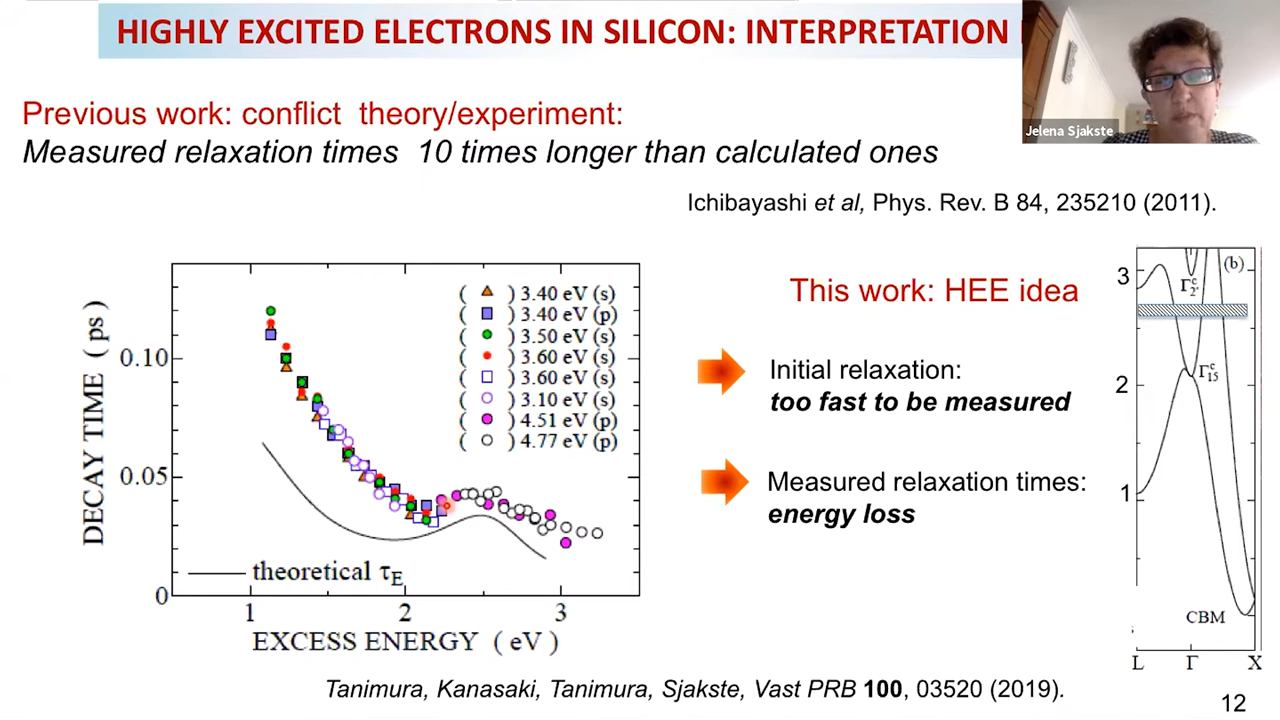 HIGHLY EXCITED ELECTRONS IN SILICON: INTERPRETATION
Jelena Sjakste
Previous work: conflict theory/experiment:
Measured relaxation times 10 times longer than calculated ones
Ichibayashi et al, Phys. Rev. B 84, 235210 (2011).
DECAY TIME (ps)
0.10
0.05
0
( ) 3.40 eV (s)
( ) 3.40 eV (p)
( ) 3.50 eV (s)
( ) 3.60 eV (s)
( ) 3.60 eV (s)
( ) 3.10 eV (s)
( ) 4.51 eV (p)
( ) 4.77 eV (p)
theoretical τE
1 2 3
EXCESS ENERGY (eV)
This work: HEE idea
Initial relaxation:
too fast to be measured
Measured relaxation times:
energy loss
(b)
3
2
1
Γc2'
Γc15
CBM
L Γ X
Tanimura, Kanasaki, Tanimura, Sjakste, Vast PRB 100, 03520 (2019).
12